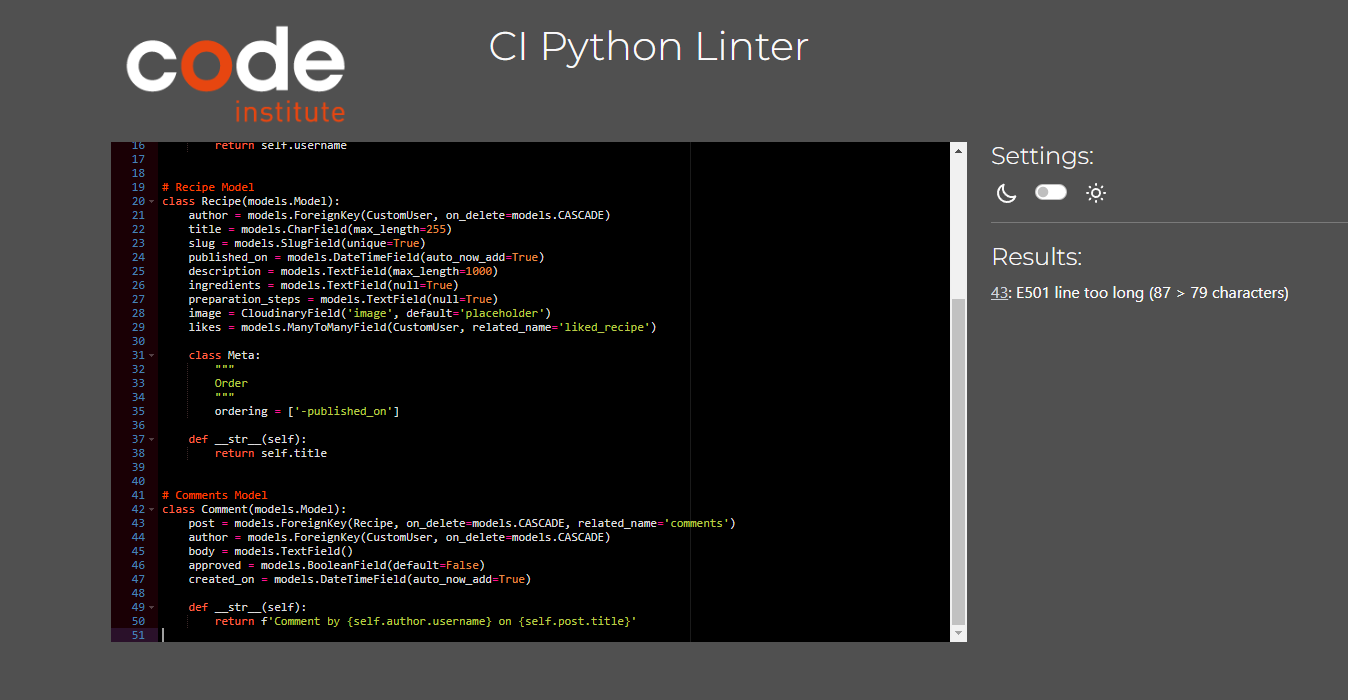 code
institute
CI Python Linter
16 return self.username
17
18
19 # Recipe Model
20 class Recipe(models.Model):
21 author = models.ForeignKey(CustomUser, on_delete=models.CASCADE)
22 title = models.CharField(max_length=255)
23 slug = models.SlugField(unique=True)
24 published_on = models.DateTimeField(auto_now_add=True)
25 description = models.TextField(max_length=1000)
26 ingredients = models.TextField(null=True)
27 preparation_steps = models.TextField(null=True)
28 image = CloudinaryField('image', default='placeholder')
29 likes = models.ManyToManyField(CustomUser, related_name='liked_recipe')
30
31 class Meta:
32 """
33 Order
34 """
35 ordering = ['-published_on']
36
37 def __str__(self):
38 return self.title
39
40
41 # Comments Model
42 class Comment(models.Model):
43 post = models.ForeignKey(Recipe, on_delete=models.CASCADE, related_name='comments')
44 author = models.ForeignKey(CustomUser, on_delete=models.CASCADE)
45 body = models.TextField()
46 approved = models.BooleanField(default=False)
47 created_on = models.DateTimeField(auto_now_add=True)
48
49 def __str__(self):
50 return f'Comment by {self.author.username} on {self.post.title}'
51
Settings:
Results:
43: E501 line too long (87 > 79 characters)